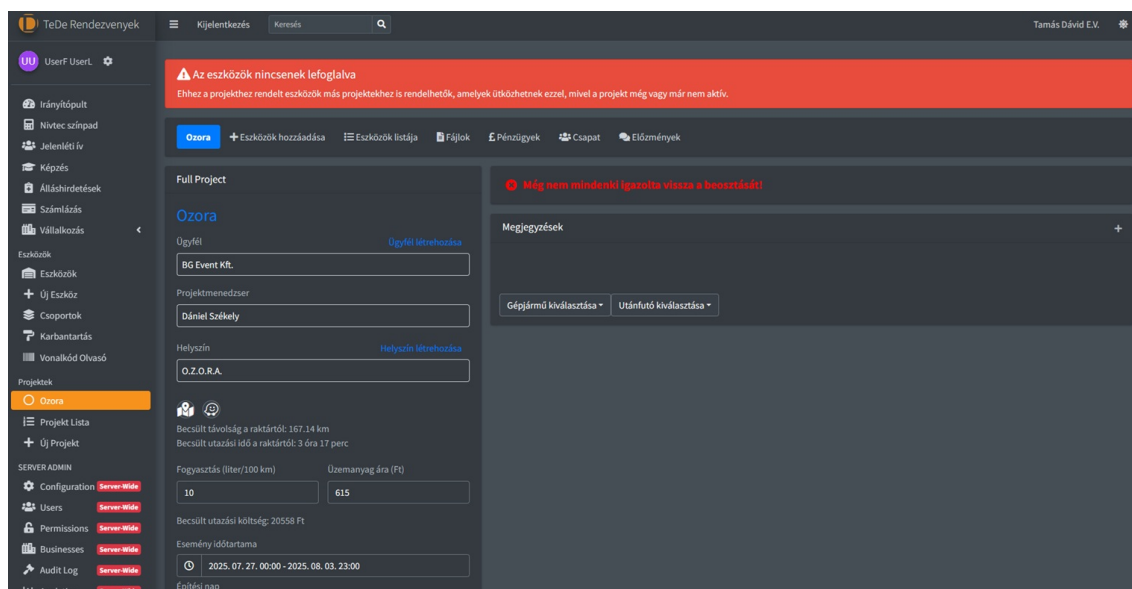 TeDe Rendezvények
Kijelentkezés
Keresés
Tamás Dávid E.V.
UU
UserF UserL
Irányítópult
Nivtec színpad
Jelenléti ív
Képzés
Álláshirdetések
Számlázás
Vállalkozás
Eszközök
Eszközök
Új Eszköz
Csoportok
Karbantartás
Vonalkód Olvasó
Projektek
Ozora
Projekt Lista
Új Projekt
SERVER ADMIN
Configuration Server-Wide
Users Server-Wide
Permissions Server-Wide
Businesses Server-Wide
Audit Log Server-Wide
Az eszközök nincsenek lefoglalva
Ehhez a projekthez rendelt eszközök más projektekhez is rendelhetők, amelyek ütközhetnek ezzel, mivel a projekt még vagy már nem aktív.
Ozora
Eszközök hozzáadása
Eszközök listája
Fájlok
Pénzügyek
Csapat
Előzmények
Full Project
Ozora
Ügyfél
Ügyfél létrehozása
BG Event Kft.
Projektmenedzser
Dániel Székely
Helyszín
Helyszín létrehozása
O.Z.O.R.A.
Becsült távolság a raktártól: 167.14 km
Becsült utazási idő a raktártól: 3 óra 17 perc
Fogyasztás (liter/100 km)
Üzemanyag ára (Ft)
10
615
Becsült utazási költség: 20558 Ft
Esemény időtartama
2025. 07. 27. 00:00 - 2025. 08. 03. 23:00
Építési nap
Még nem mindenki igazolta vissza a beosztását!
Megjegyzések
Gépjármű kiválasztása
Utánfutó kiválasztása